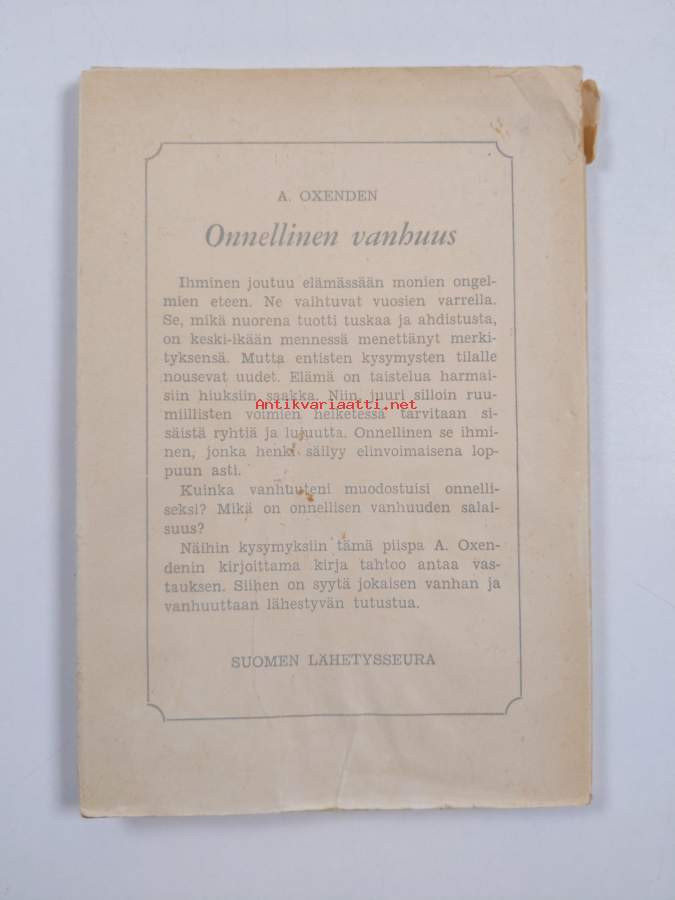 A. OXENDEN
Onnellinen vanhuus
Ihminen joutuu elämässään monien ongel-
mien eteen. Ne vaihtuvat vuosien varrella.
Se, mikä nuorena tuotti tuskaa ja ahdistusta,
on keski-ikään mennessä menettänyt merki-
tyksensä. Mutta entisten kysymysten tilalle
nousevat uudet. Elämä on taistelua harmai-
siin hiuksiin saakka. Niin, juuri silloin ruu-
Antikvariaatti.net
miillisten voimien heiketessä tarvitaan si-
säistä ryhtiä ja lujuutta. Onnellinen se ihmi-
nen, jonka henki säilyy elinvoimaisena lop-
puun asti.
Kuinka vanhuuteni muodostuisi onnelli-
seksi? Mikä on onnellisen vanhuuden salai-
suus?
Näihin kysymyksiin tämä piispa A. Oxen-
denin kirjoittama kirja tahtoo antaa vas-
tauksen. Siihen on syytä jokaisen vanhan ja
vanhuuttaan lähestyvän tutustua.
SUOMEN LÄHETYSSEURA